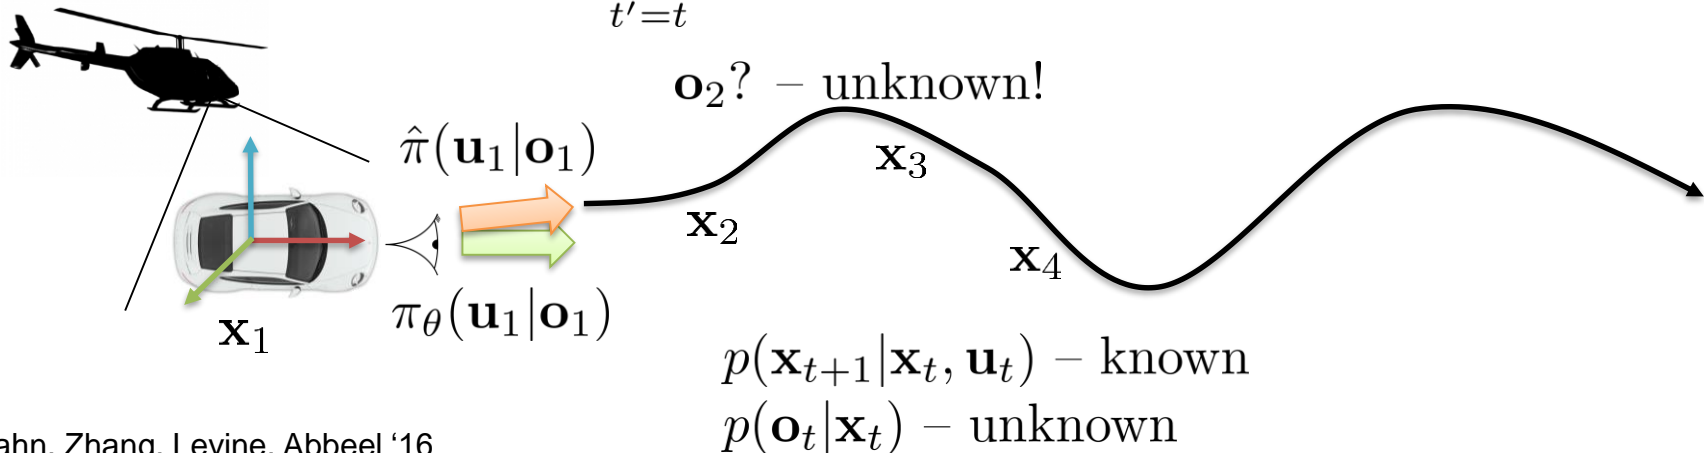 t′=t
o₂? – unknown!
π̂(u₁|o₁)
x₃
x₂
x₄
π_θ(u₁|o₁)
x₁
p(x_{t+1}|x_t, u_t) – known
p(o_t|x_t) – unknown
Zhang, Levine, Abbeel ‘16